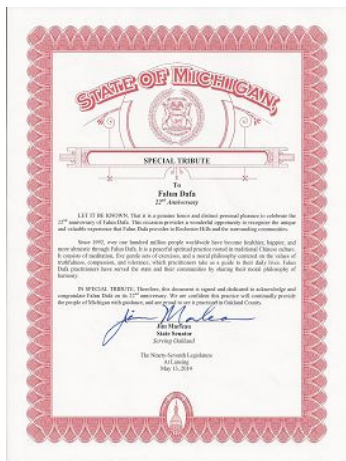 STATE OF MICHIGAN
SPECIAL TRIBUTE
To
Falun Dafa
22nd Anniversary
LET IT BE KNOWN, That it is a genuine honor and distinct personal pleasure to celebrate the
22nd anniversary of Falun Dafa. This occasion provides a wonderful opportunity to recognize the unique
and valuable experience that Falun Dafa provides to Rochester Hills and the surrounding communities.
Since 1992, over one hundred million people worldwide have become healthier, happier, and
more altruistic through Falun Dafa. It is a peaceful spiritual practice rooted in traditional Chinese culture.
It consists of meditation, five gentle sets of exercises, and a moral philosophy centered on the values of
truthfulness, compassion, and tolerance, which practitioners take as a guide in their daily lives. Falun
Dafa practitioners have served the state and their communities by sharing their moral philosophy of
harmony.
IN SPECIAL TRIBUTE, Therefore, this document is signed and dedicated to acknowledge and
congratulate Falun Dafa on its 22nd anniversary. We are confident this practice will continually provide
the people of Michigan with guidance, and are proud to see it practiced in Oakland County.
Jim Marleau
Jim Marleau
State Senator
Serving Oakland
The Ninety-Seventh Legislature
At Lansing
May 13, 2014